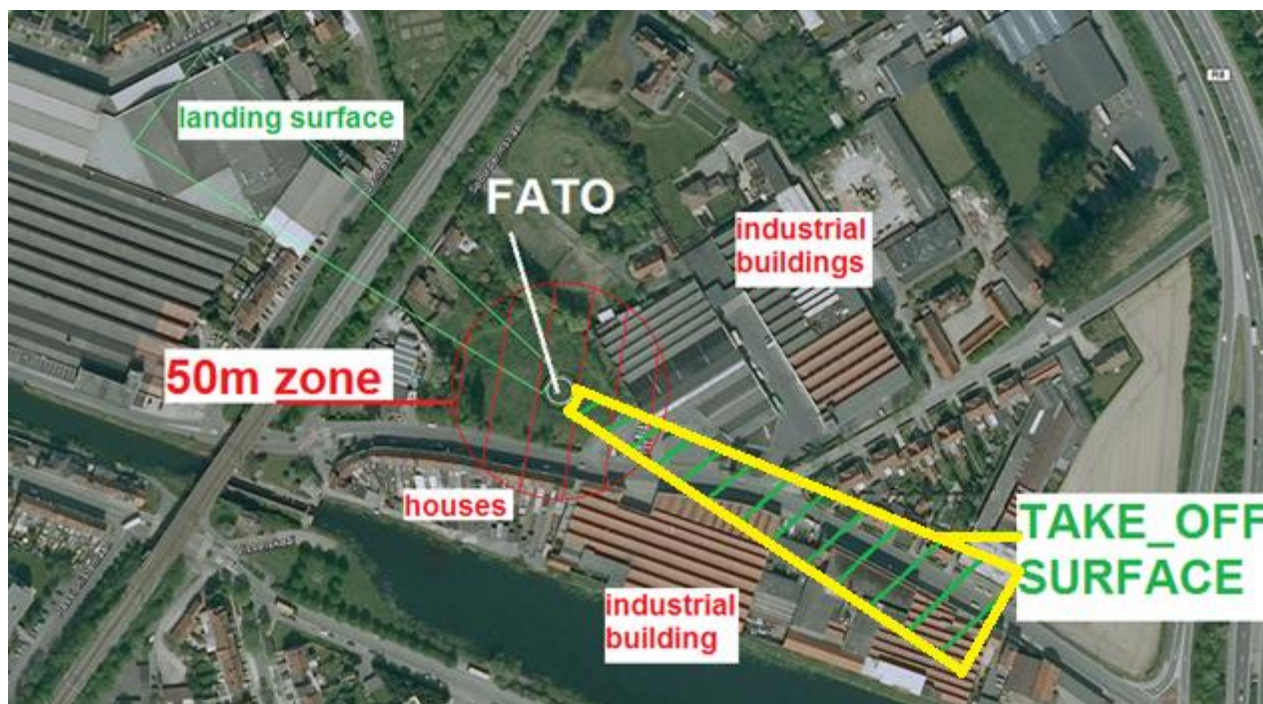 landing surface
FATO
industrial
buildings
50m zone
houses
TAKE_OFF
SURFACE
industrial
building